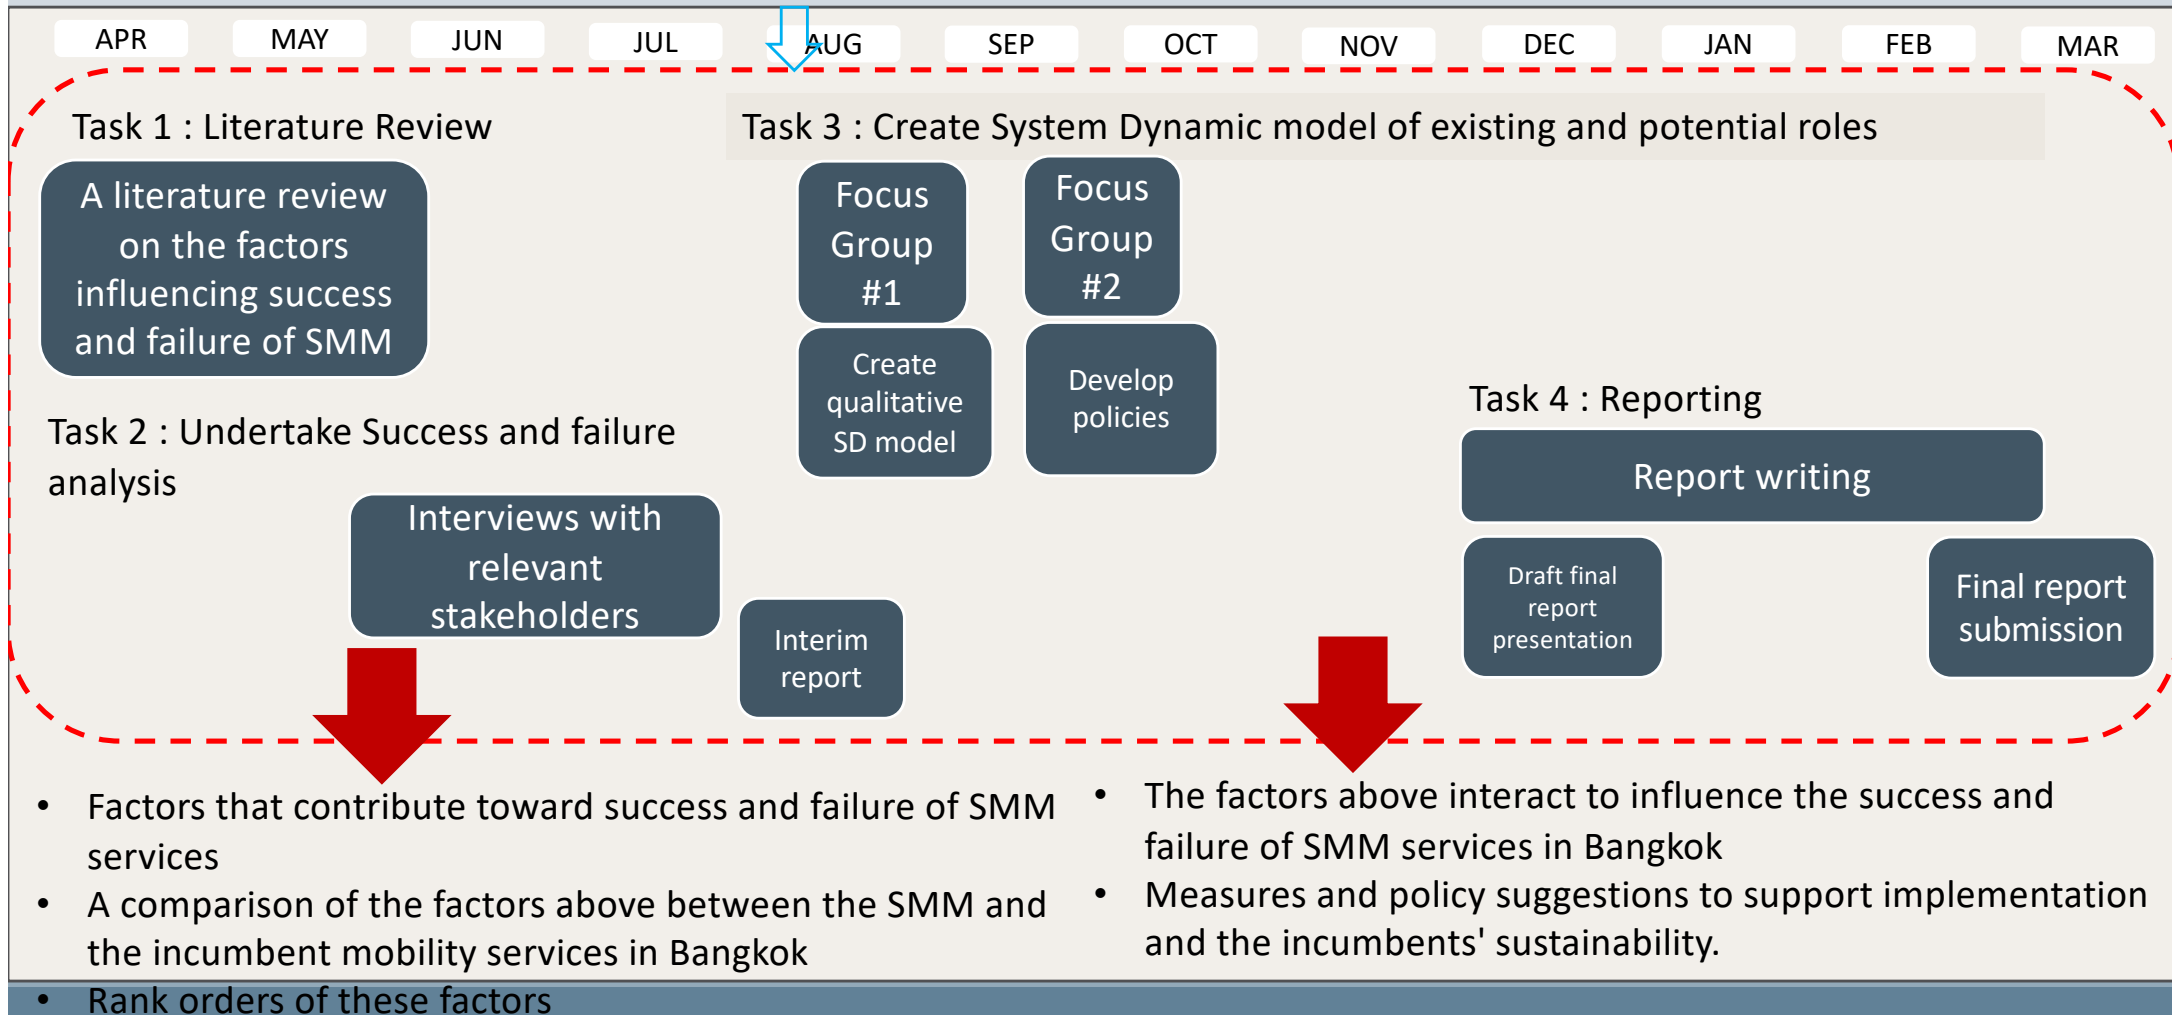 APR MAY JUN JUL AUG SEP OCT NOV DEC JAN FEB MAR
Task 1 : Literature Review
A literature review
on the factors
influencing success
and failure of SMM
Task 2 : Undertake Success and failure
analysis
Interviews with
relevant
stakeholders
Interim
report
Task 3 : Create System Dynamic model of existing and potential roles
Focus
Group
#1
Create
qualitative
SD model
Focus
Group
#2
Develop
policies
Task 4 : Reporting
Report writing
Draft final
report
presentation
Final report
submission
• Factors that contribute toward success and failure of SMM
services
• A comparison of the factors above between the SMM and
the incumbent mobility services in Bangkok
• Rank orders of these factors
• The factors above interact to influence the success and
failure of SMM services in Bangkok
• Measures and policy suggestions to support implementation
and the incumbents' sustainability.